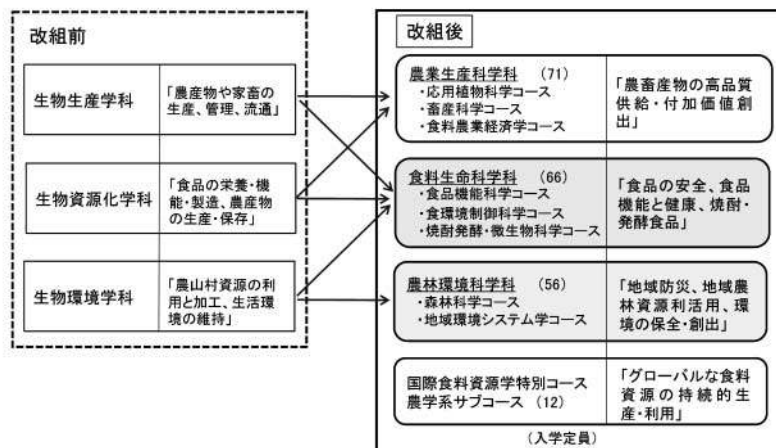 改組前
生物生産学科
「農産物や家畜の
生産、管理、流通」
生物資源化学科
「食品の栄養・機
能・製造、農産物
の生産・保存」
生物環境学科
「農山村資源の利
用と加工、生活環
境の維持」
改組後
農業生産科学科 (71)
・応用植物科学コース
・畜産科学コース
・食料農業経済学コース
「農畜産物の高品質
供給・付加価値創
出」
食料生命科学科 (66)
・食品機能科学コース
・食環境制御科学コース
・焼酎発酵・微生物科学コース
「食品の安全、食品
機能と健康、焼酎・
発酵食品」
農林環境科学科 (56)
・森林科学コース
・地域環境システム学コース
「地域防災、地域農
林資源利活用、環
境の保全・創出」
国際食料資源学特別コース
農学系サブコース (12)
「グローバルな食料
資源の持続的生
産・利用」
(入学定員)